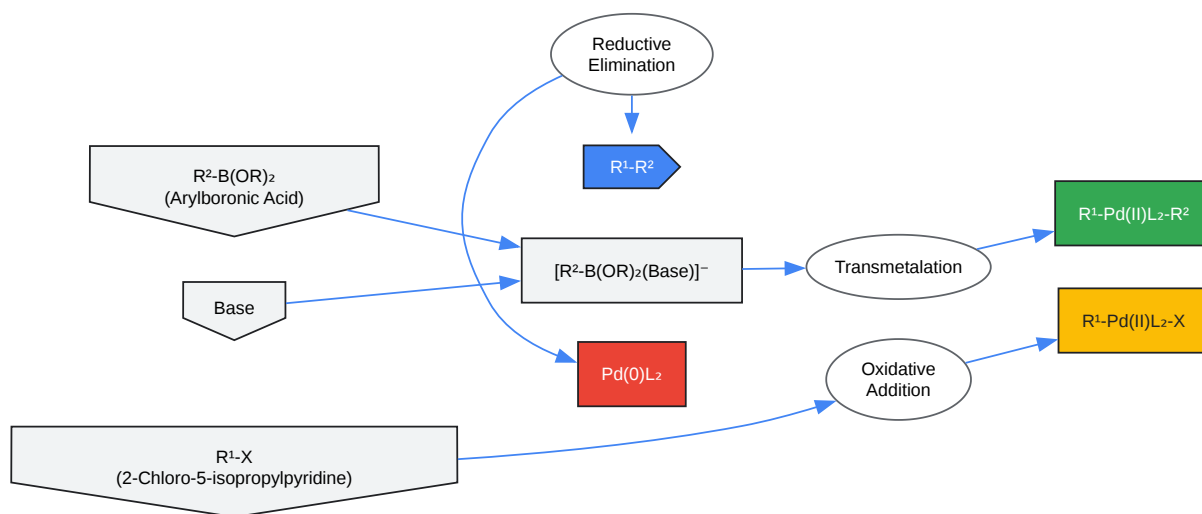 Reductive
Elimination
R¹-R²
R²-B(OR)₂
(Arylboronic Acid)
R¹-Pd(II)L₂-R²
[R²-B(OR)₂(Base)]⁻
Transmetalation
Base
R¹-Pd(II)L₂-X
Pd(0)L₂
Oxidative
Addition
R¹-X
(2-Chloro-5-isopropylpyridine)